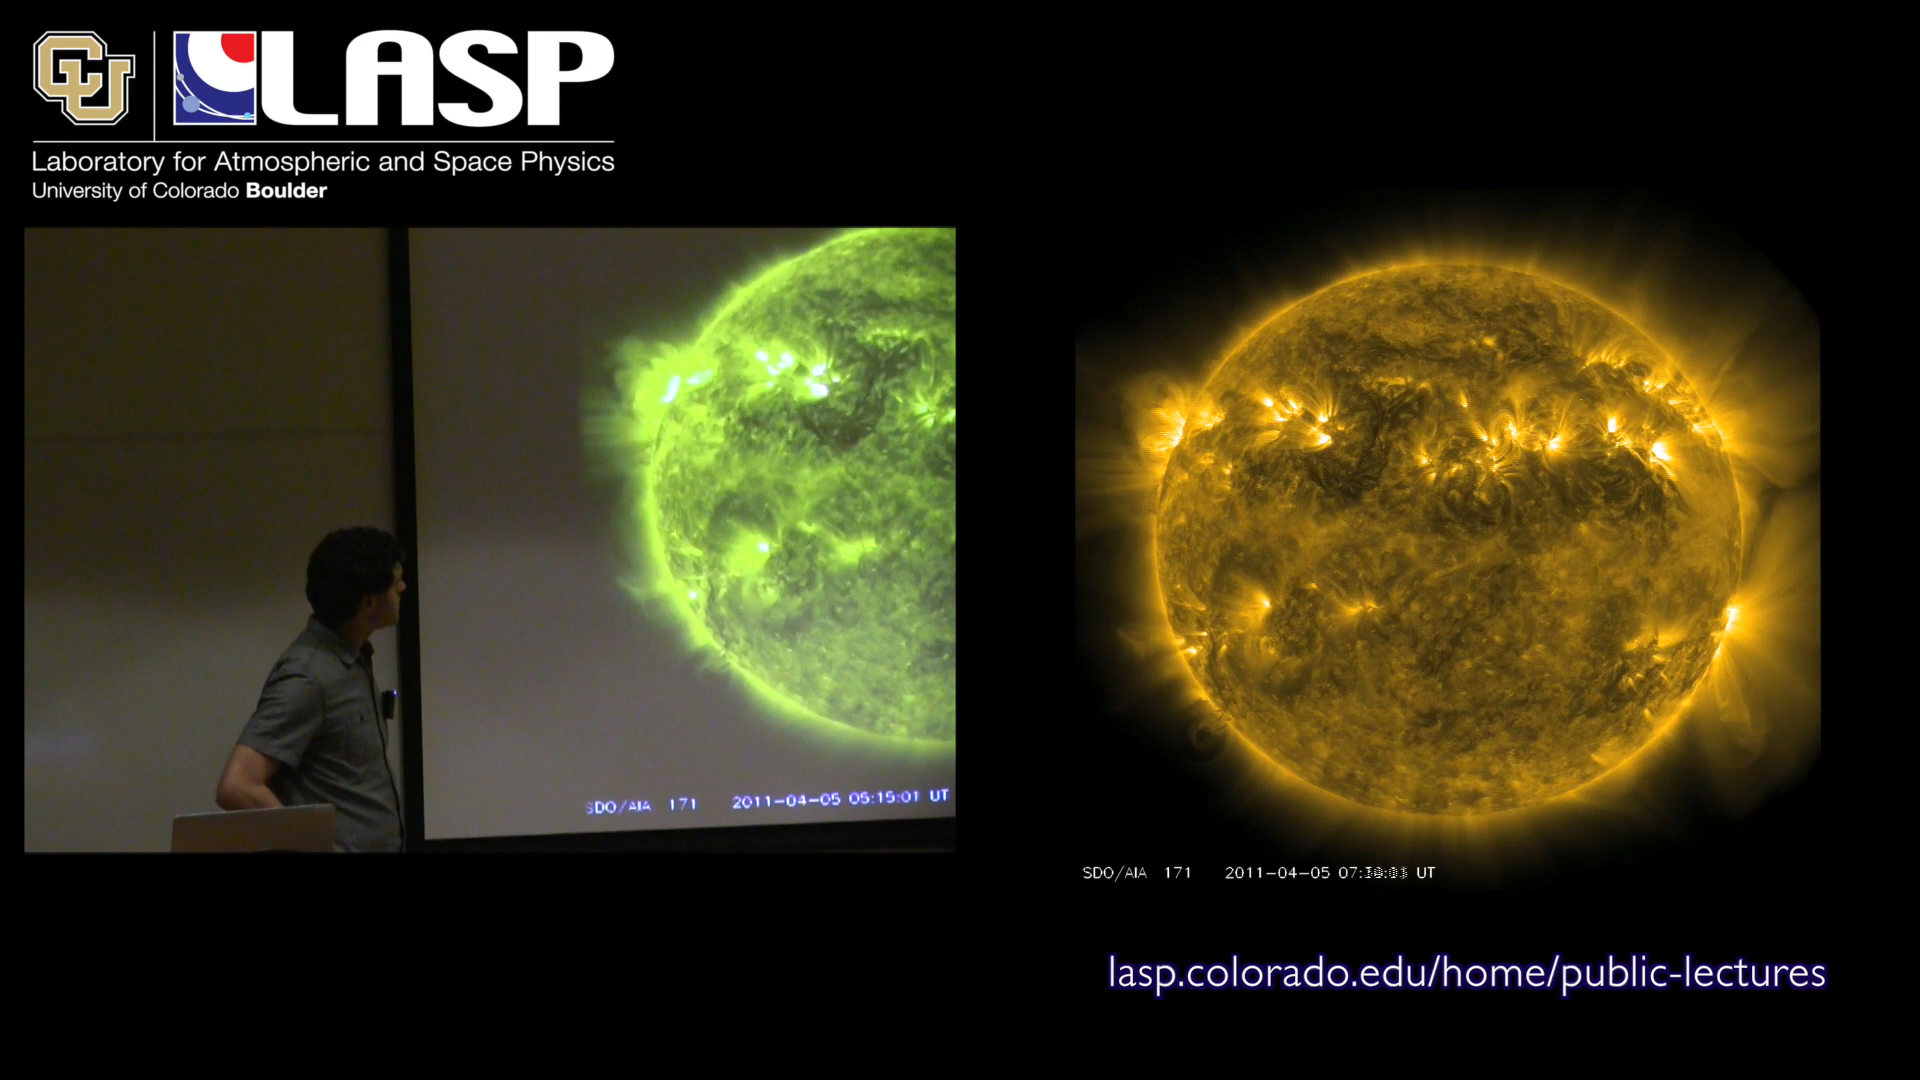 CU LASP
Laboratory for Atmospheric and Space Physics
University of Colorado Boulder
SDO/AIA 171 2011-04-05 05:15:01 UT
SDO/AIA 171 2011-04-05 UT
lasp.colorado.edu/home/public-lectures